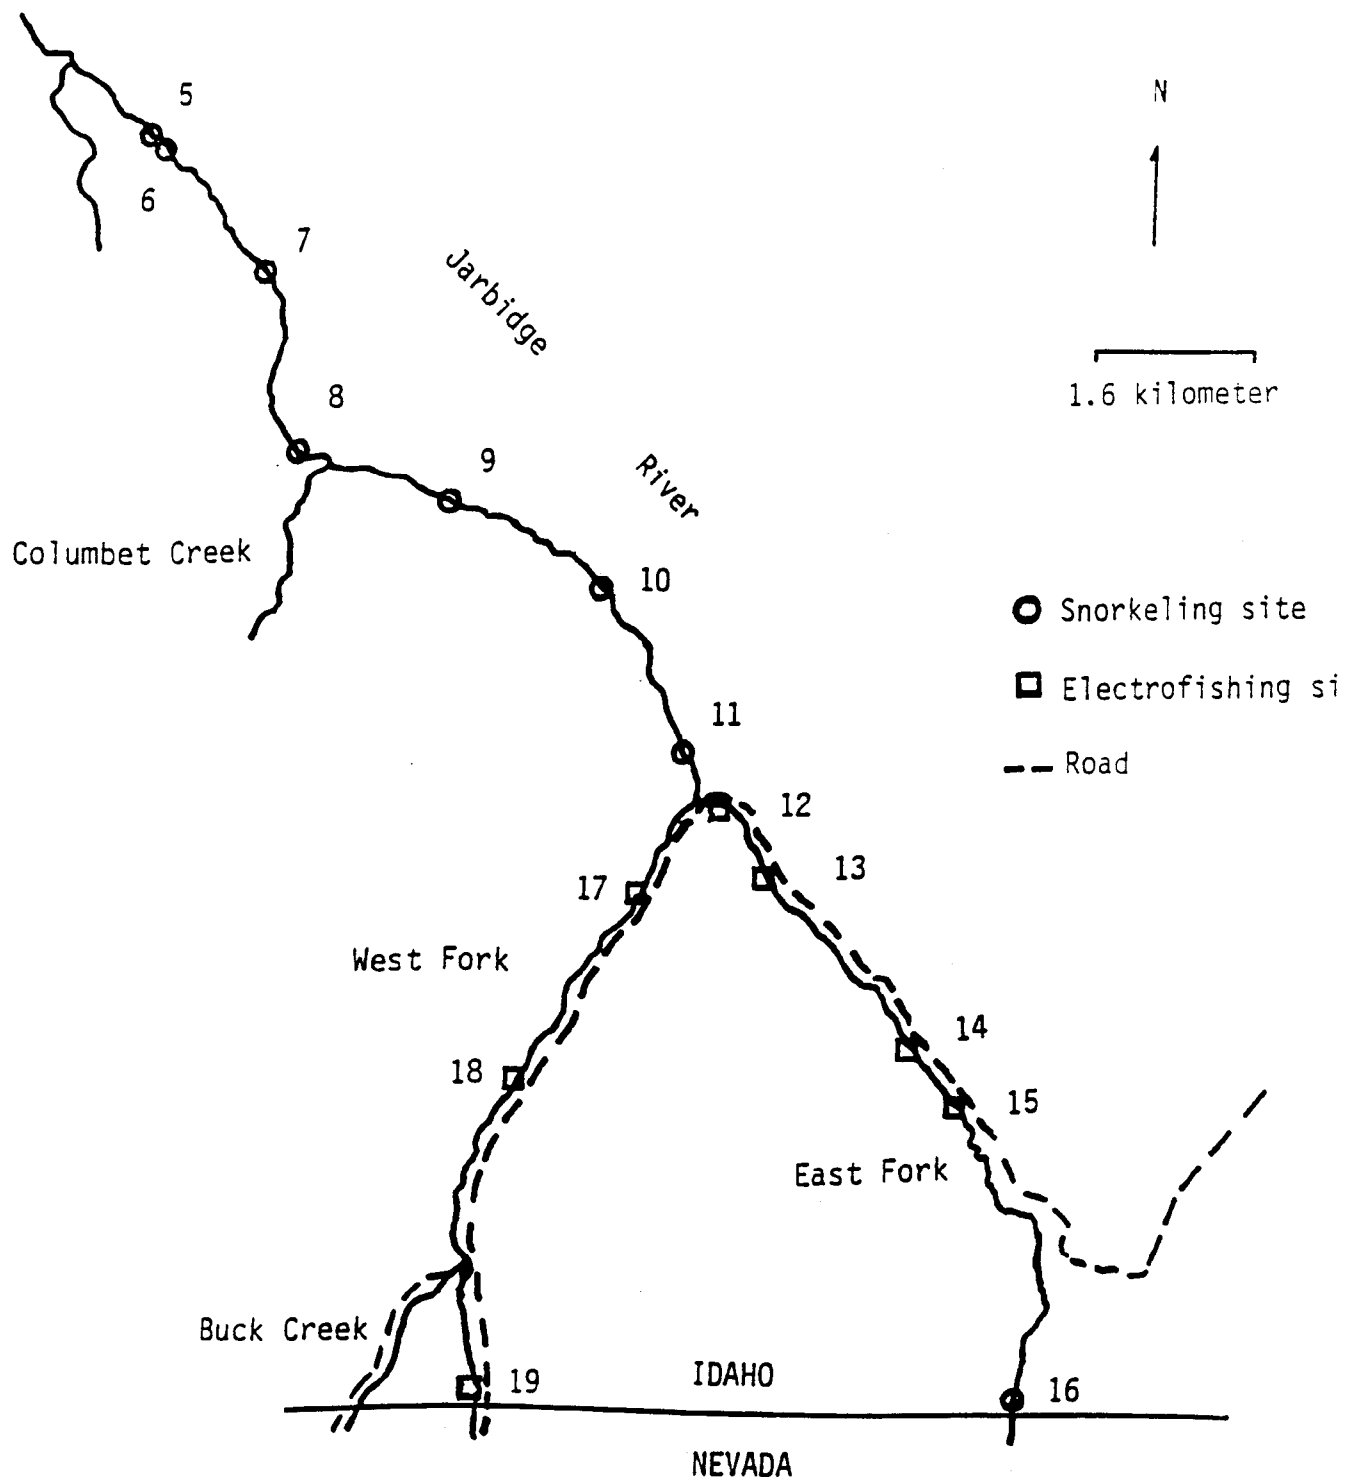 5
N
6
7
Jarbidge
8
1.6 kilometer
9
River
Columbet Creek
10
Snorkeling site
Electrofishing si
11
Road
12
13
17
West Fork
14
18
15
East Fork
Buck Creek
IDAHO
19
16
NEVADA